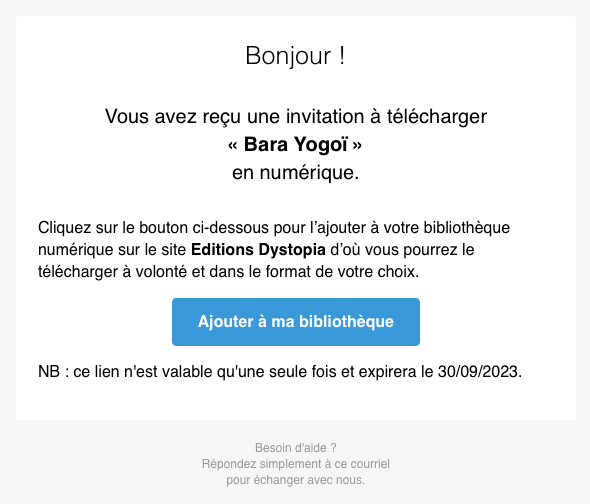 Bonjour !
Vous avez reçu une invitation à télécharger
« Bara Yogoï »
en numérique.
Cliquez sur le bouton ci-dessous pour l’ajouter à votre bibliothèque
numérique sur le site Editions Dystopia d’où vous pourrez le
télécharger à volonté et dans le format de votre choix.
Ajouter à ma bibliothèque
NB : ce lien n'est valable qu'une seule fois et expirera le 30/09/2023.
Besoin d'aide ?
Répondez simplement à ce courriel
pour échanger avec nous.